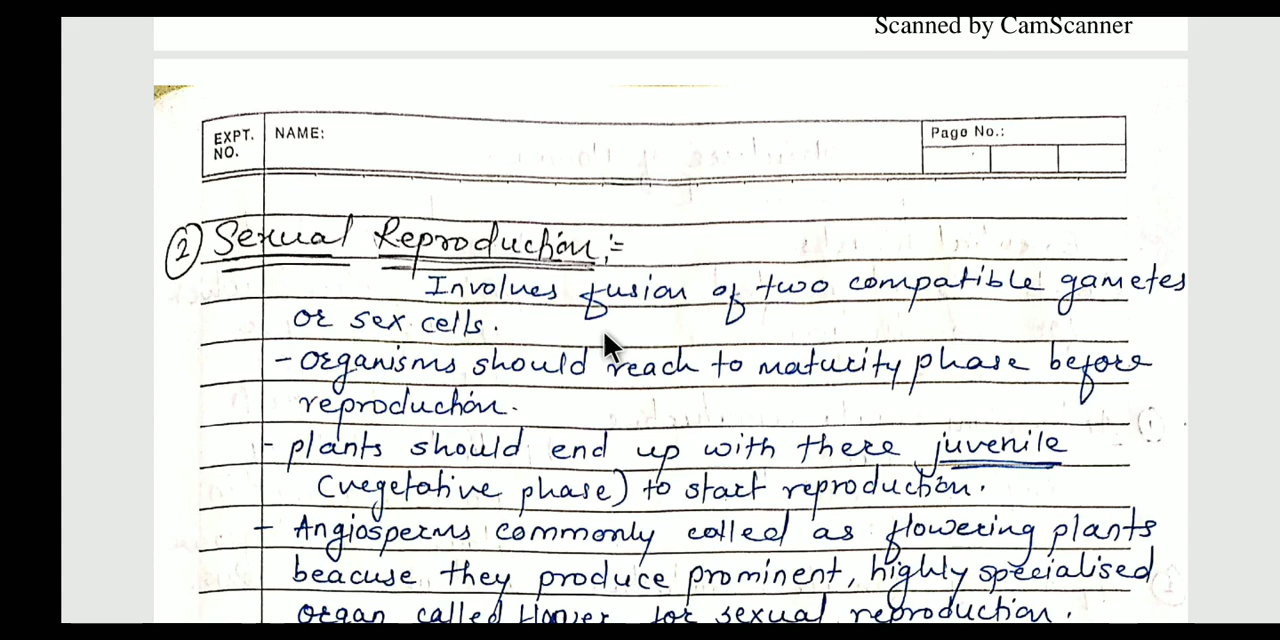 Scanned by CamScanner
EXPT. NO.
NAME:
Page No.:
② Sexual Reproduction:=
Involves fusion of two compatible gametes
or sex cells.
- organisms should reach to maturity phase before
reproduction.
- plants should end up with there juvenile
(vegetative phase) to start reproduction.
- Angiosperms commonly called as flowering plants
beacuse they produce prominent, highly specialised
organ called flower for sexual reproduction.